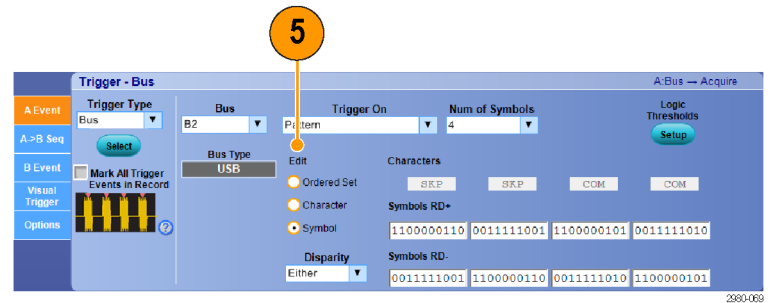 5
Trigger - Bus
A:Bus → Acquire
A Event
A->B Seq
B Event
Visual
Trigger
Options
Trigger Type
Bus
Select
Mark All Trigger
Events in Record
Bus
B2
Bus Type
USB
Trigger On
Pattern
Num of Symbols
4
Logic
Thresholds
Setup
Edit
Ordered Set
Character
Symbol
Disparity
Either
Characters
SKP SKP COM COM
Symbols RD+
1100000110 0011111001 1100000101 0011111010
Symbols RD-
0011111001 1100000110 0011111010 1100000101
2980-069